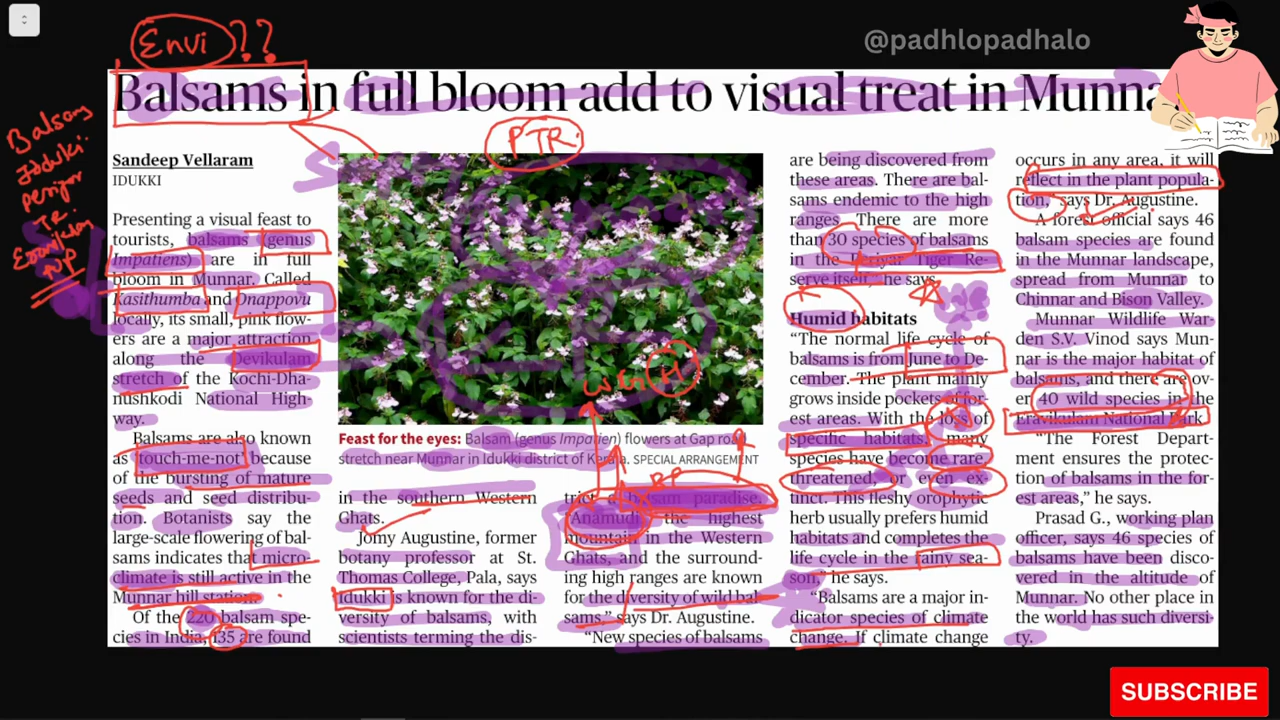 Envi ??
@padhlopadhalo
Balsams in full bloom add to visual treat in Munna
Balsams
Idukki
periyar
TR
NP
PTR
Sandeep Vellaram
IDUKKI
Presenting a visual feast to
tourists, balsams (genus
Impatiens) are in full
bloom in Munnar. Called
Kasithumba and Onappovu
locally, its small, pink flow-
ers are a major attraction
along the Devikulam
stretch of the Kochi-Dha-
nushkodi National High-
way.
Balsams are also known
as 'touch-me-not' because
of the bursting of mature
seeds and seed distribu-
tion. Botanists say the
large-scale flowering of bal-
sams indicates that micro-
climate is still active in the
Munnar hill station.
Of the 220 balsam spe-
cies in India, 135 are found
Feast for the eyes: Balsam (genus Impatien) flowers at Gap road
stretch near Munnar in Idukki district of Kerala. SPECIAL ARRANGEMENT
in the southern Western
Ghats.
Jomy Augustine, former
botany professor at St.
Thomas College, Pala, says
Idukki is known for the di-
versity of balsams, with
scientists terming the dis-
trict a balsam paradise.
"Anamudi, the highest
mountain in the Western
Ghats, and the surround-
ing high ranges are known
for the diversity of wild bal-
sams," says Dr. Augustine.
"New species of balsams
are being discovered from
these areas. There are bal-
sams endemic to the high
ranges. There are more
than 30 species of balsams
in the Periyar Tiger Re-
serve itself," he says.
Humid habitats
"The normal life cycle of
balsams is from June to De-
cember. The plant mainly
grows inside pockets of for-
est areas. With the loss of
specific habitats, many
species have become rare,
threatened, or even ex-
tinct. This fleshy orophytic
herb usually prefers humid
habitats and completes the
life cycle in the rainy sea-
son," he says.
"Balsams are a major in-
dicator species of climate
change. If climate change
occurs in any area, it will
reflect in the plant popula-
tion," says Dr. Augustine.
A forest official says 46
balsam species are found
in the Munnar landscape,
spread from Munnar to
Chinnar and Bison Valley.
Munnar Wildlife War-
den S.V. Vinod says Mun-
nar is the major habitat of
balsams, and there are ov-
er 40 wild species in the
Eravikulam National Park.
"The Forest Depart-
ment ensures the protec-
tion of balsams in the for-
est areas," he says.
Prasad G., working plan
officer, says 46 species of
balsams have been disco-
vered in the altitude of
Munnar. No other place in
the world has such diversi-
ty.
SUBSCRIBE